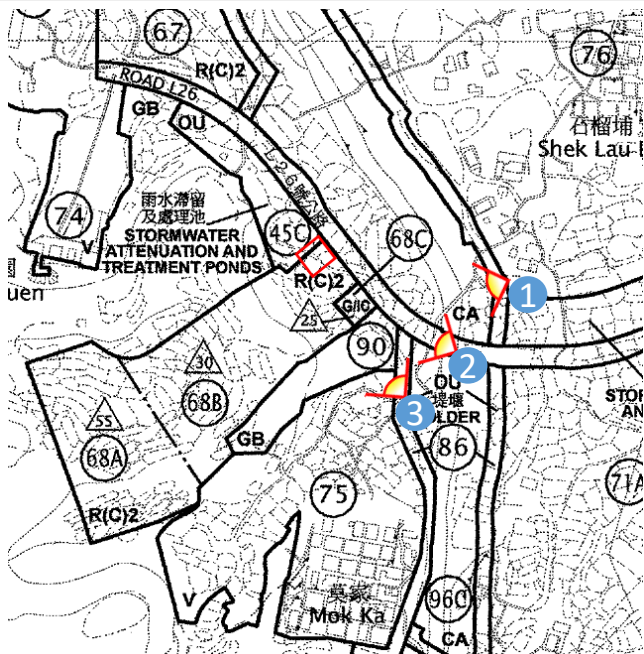 67
76
ROAD L26
R(C)2
石榴埔
GB
OU
Shek Lau
L26號公路
雨水滯留
及處理池
74
STORMWATER
45C
68C
ATTENUATION AND
TREATMENT PONDS
V
uen
R(C)2
1
G/IC
CA
25
90
2
30
OU
堤堰
STOR
AN
3
68B
55
GB
86
68A
75
71A
R(C)2
莫家
V
Mok Ka
96C
CA